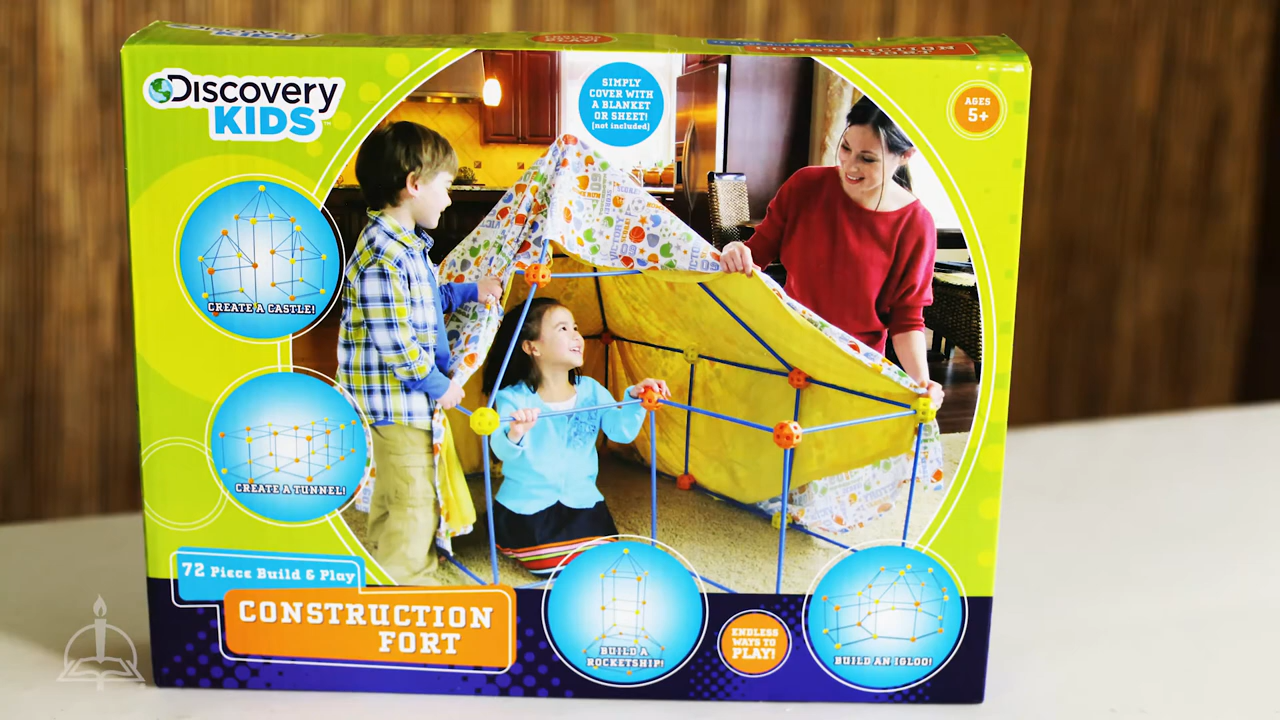 Discovery
KIDS™
SIMPLY
COVER WITH
A BLANKET
OR SHEET!
(not included)
AGES
5+
CREATE A CASTLE!
CREATE A TUNNEL!
72 Piece Build & Play
CONSTRUCTION
FORT
BUILD A
ROCKETSHIP!
ENDLESS
WAYS TO
PLAY!
BUILD AN IGLOO!